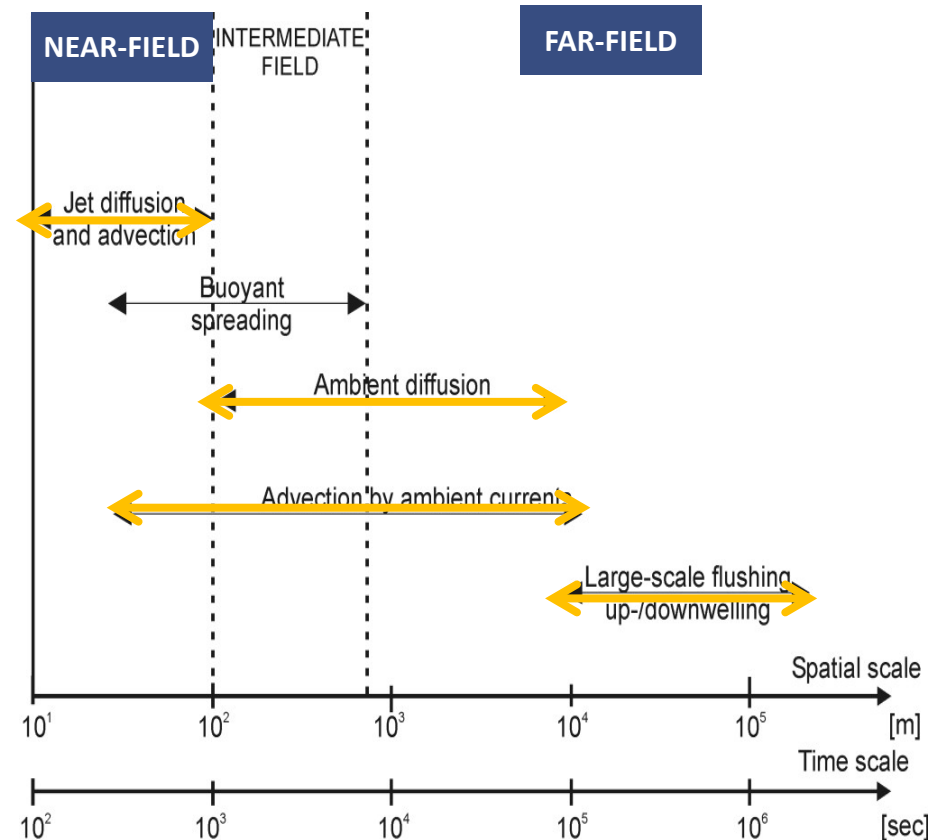 NEAR-FIELD
INTERMEDIATE
FIELD
FAR-FIELD
Jet diffusion
and advection
Buoyant
spreading
Ambient diffusion
Advection by ambient currents
Large-scale flushing
up-/downwelling
Spatial scale
10¹ 10² 10³ 10⁴ 10⁵ [m]
Time scale
10² 10³ 10⁴ 10⁵ 10⁶ [sec]